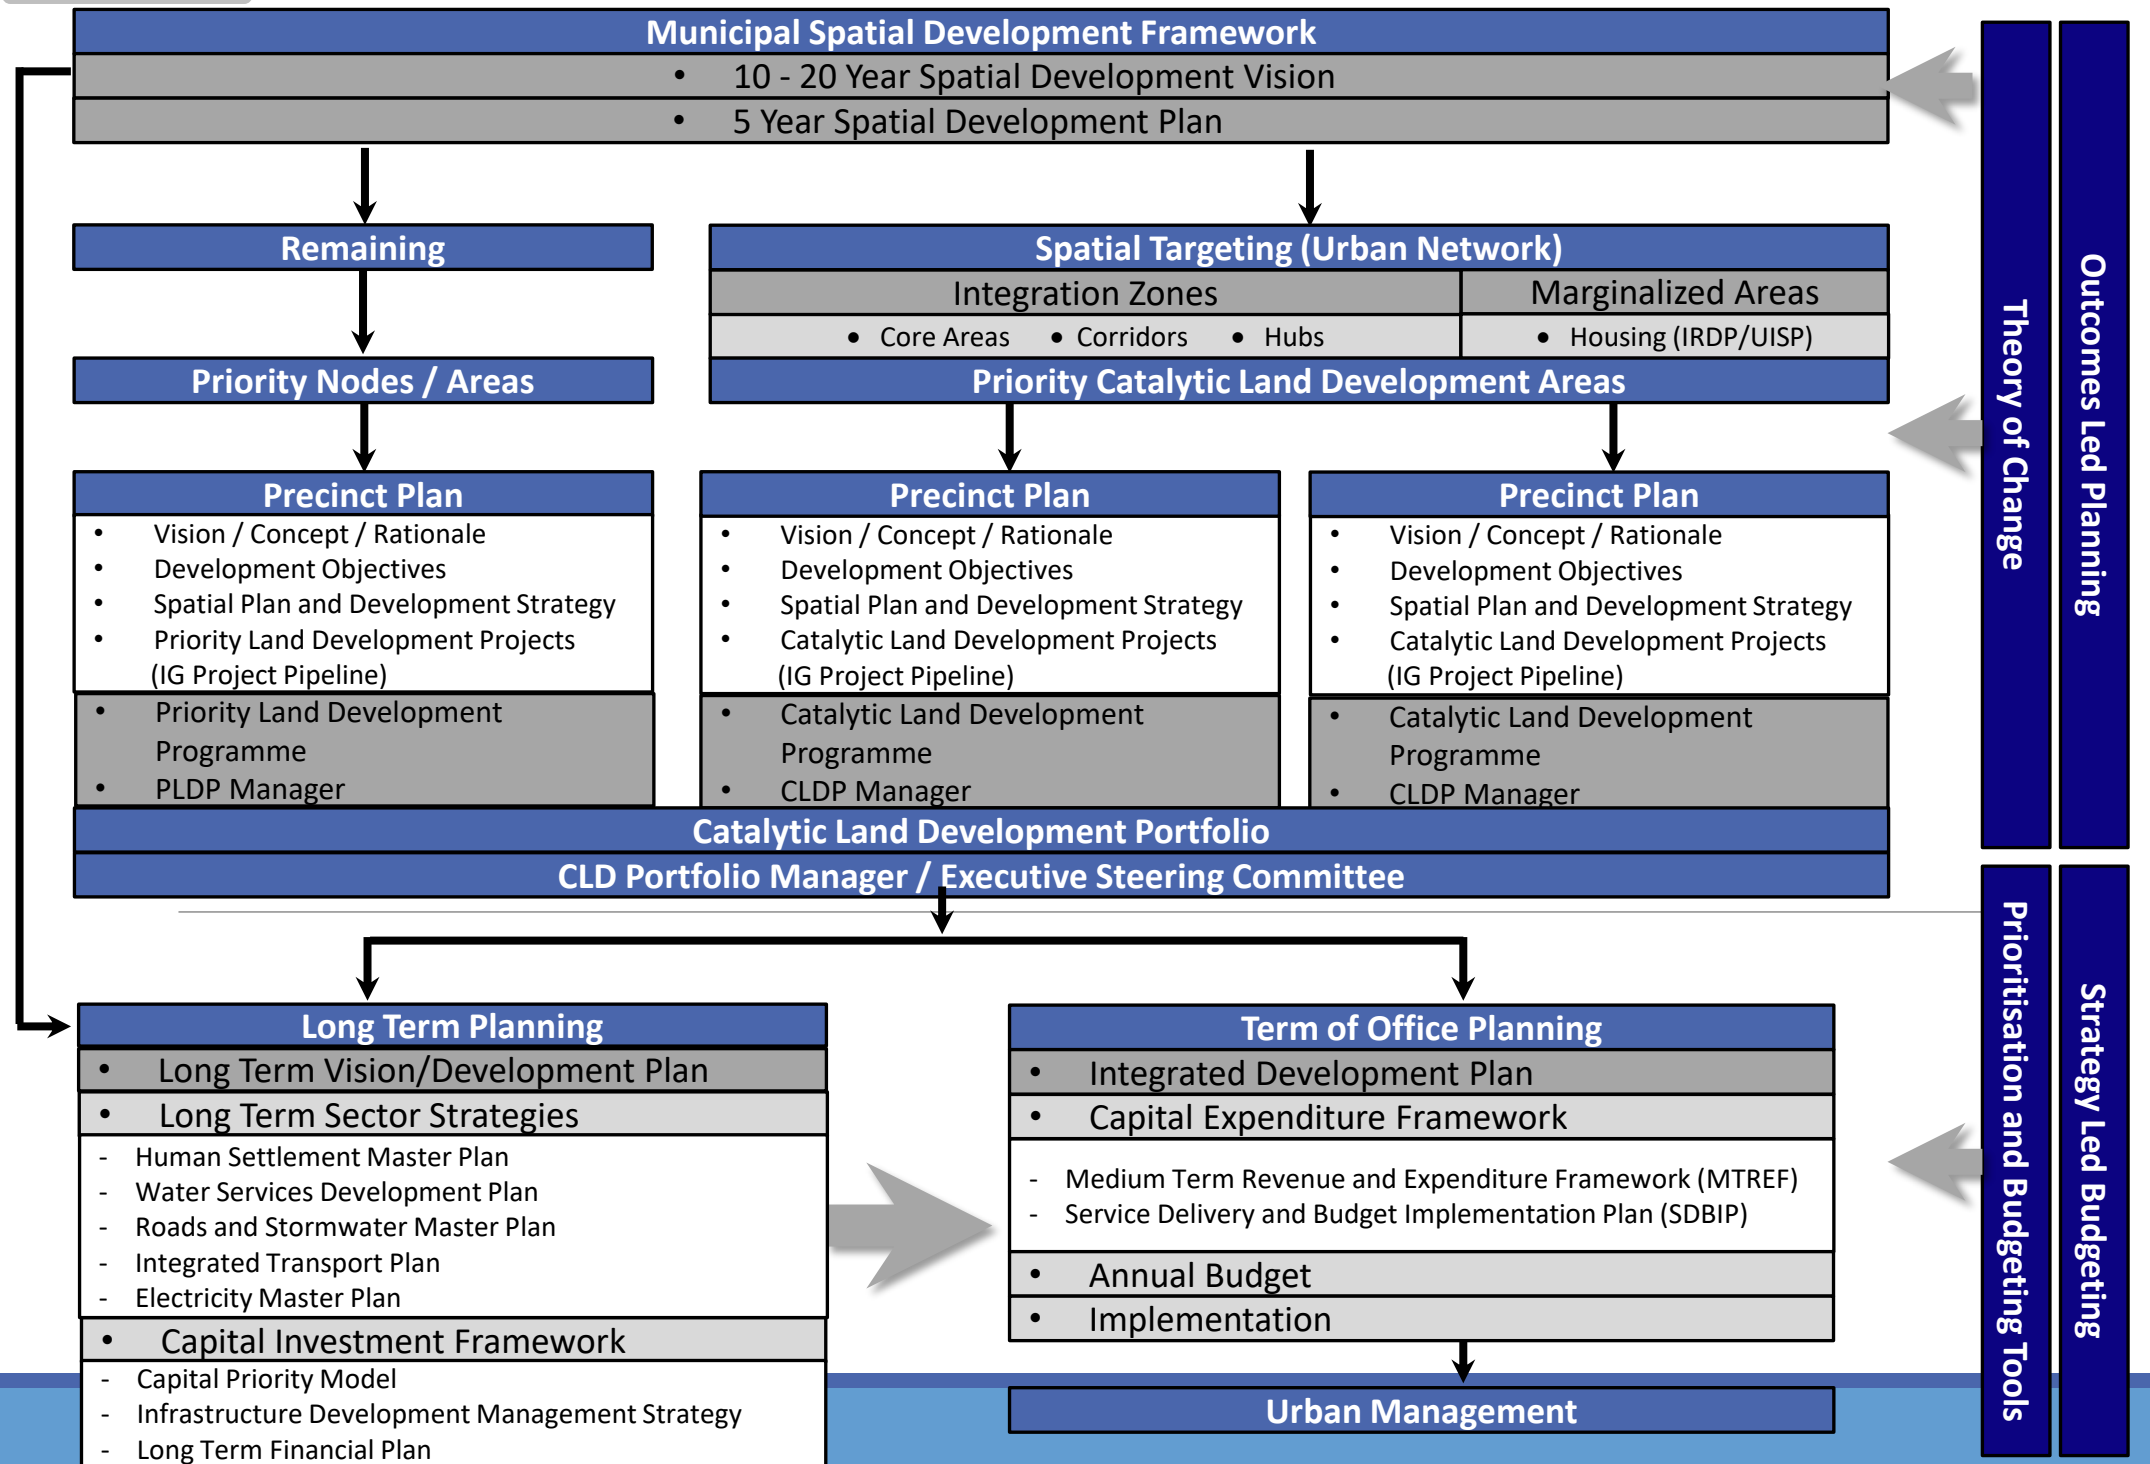 Municipal Spatial Development Framework
• 10 - 20 Year Spatial Development Vision
• 5 Year Spatial Development Plan
Remaining
Priority Nodes / Areas
Spatial Targeting (Urban Network)
Integration Zones
Marginalized Areas
• Core Areas • Corridors • Hubs
• Housing (IRDP/UISP)
Priority Catalytic Land Development Areas
Precinct Plan
• Vision / Concept / Rationale
• Development Objectives
• Spatial Plan and Development Strategy
• Priority Land Development Projects
(IG Project Pipeline)
• Priority Land Development
Programme
• PLDP Manager
Precinct Plan
• Vision / Concept / Rationale
• Development Objectives
• Spatial Plan and Development Strategy
• Catalytic Land Development Projects
(IG Project Pipeline)
• Catalytic Land Development
Programme
• CLDP Manager
Precinct Plan
• Vision / Concept / Rationale
• Development Objectives
• Spatial Plan and Development Strategy
• Catalytic Land Development Projects
(IG Project Pipeline)
• Catalytic Land Development
Programme
• CLDP Manager
Catalytic Land Development Portfolio
CLD Portfolio Manager / Executive Steering Committee
Long Term Planning
• Long Term Vision/Development Plan
• Long Term Sector Strategies
- Human Settlement Master Plan
- Water Services Development Plan
- Roads and Stormwater Master Plan
- Integrated Transport Plan
- Electricity Master Plan
• Capital Investment Framework
- Capital Priority Model
- Infrastructure Development Management Strategy
- Long Term Financial Plan
Term of Office Planning
• Integrated Development Plan
• Capital Expenditure Framework
- Medium Term Revenue and Expenditure Framework (MTREF)
- Service Delivery and Budget Implementation Plan (SDBIP)
• Annual Budget
• Implementation
Urban Management
Theory of Change
Outcomes Led Planning
Prioritisation and Budgeting Tools
Strategy Led Budgeting